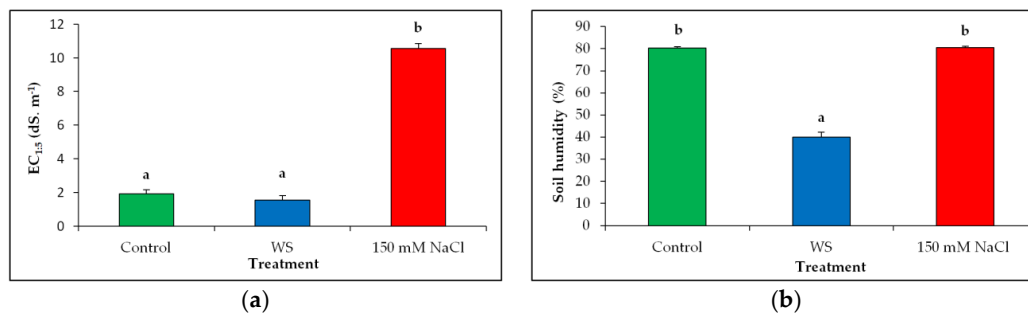 12
10
8
6
4
2
0
EC1:5 (dS. m-1)
a
a
b
Control
WS
150 mM NaCl
Treatment
(a)
90
80
70
60
50
40
30
20
10
0
Soil humidity (%)
b
a
b
Control
WS
150 mM NaCl
Treatment
(b)